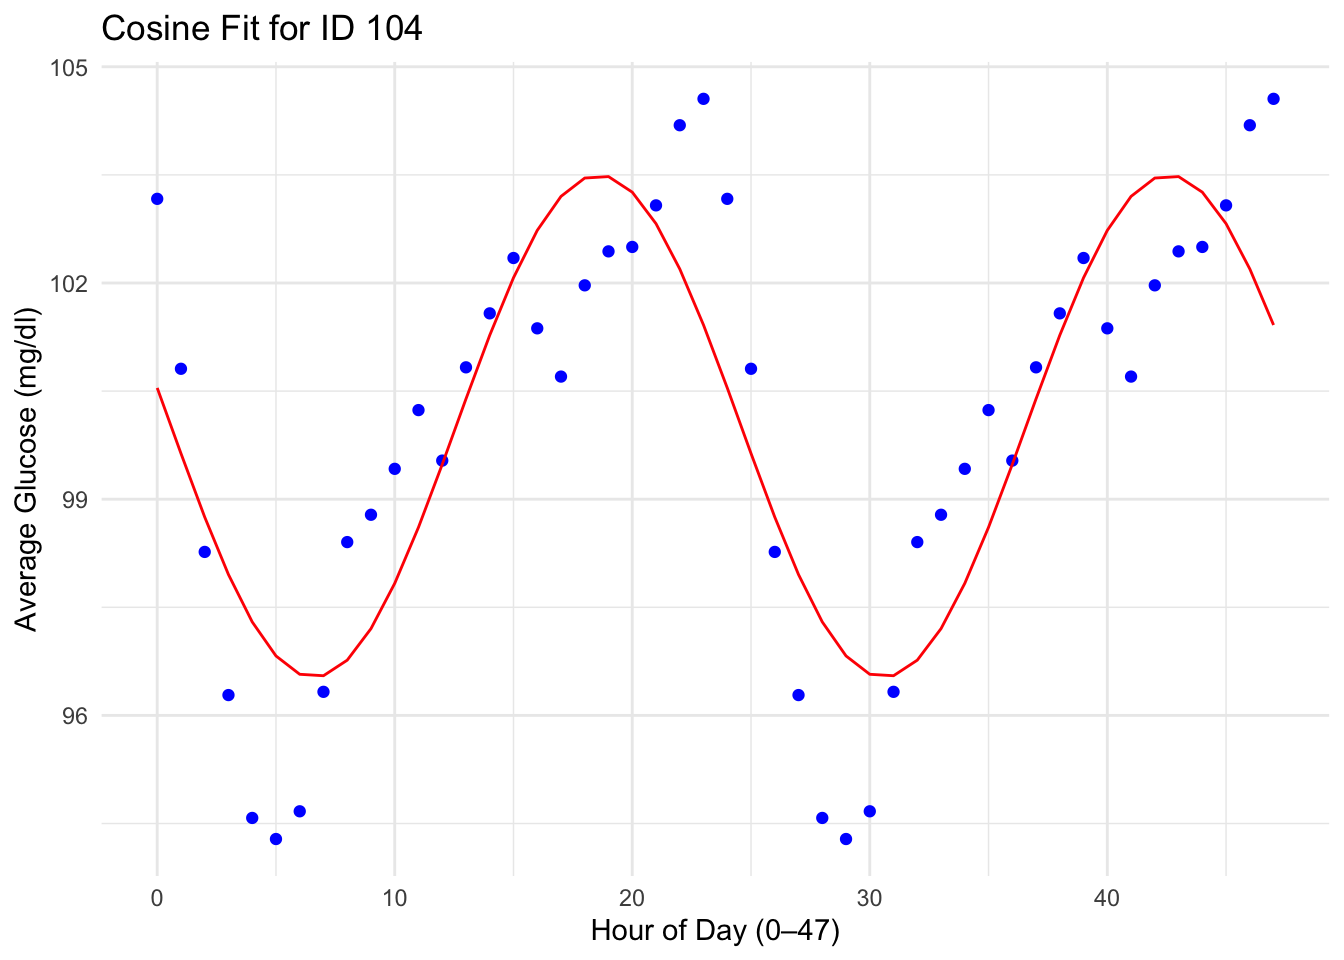 Cosine Fit for ID 104
105
102
99
96
Average Glucose (mg/dl)
0 10 20 30 40
Hour of Day (0–47)